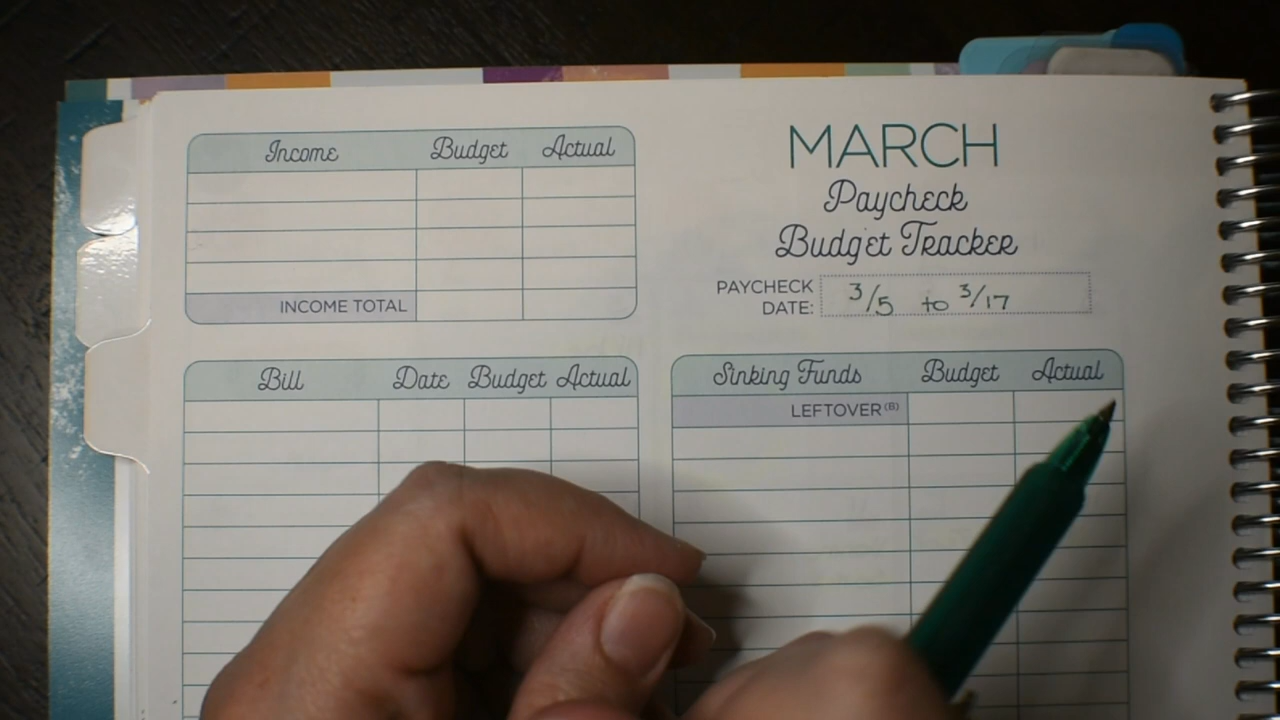 Income Budget Actual
INCOME TOTAL
MARCH
Paycheck
Budget Tracker
PAYCHECK
DATE: 3/5 to 3/17
Bill Date Budget Actual
Sinking Funds Budget Actual
LEFTOVER (B)